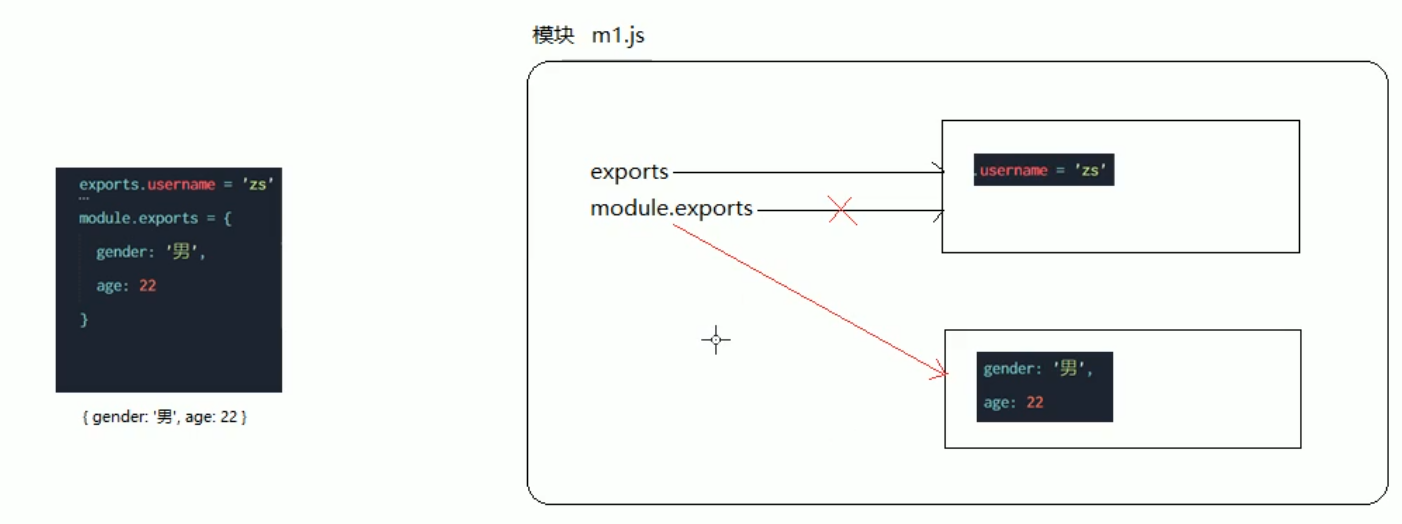 模块 m1.js
exports.username = 'zs'
...
module.exports = {
gender: '男',
age: 22
}
{ gender: '男', age: 22 }
exports
module.exports
.username = 'zs'
gender: '男',
age: 22